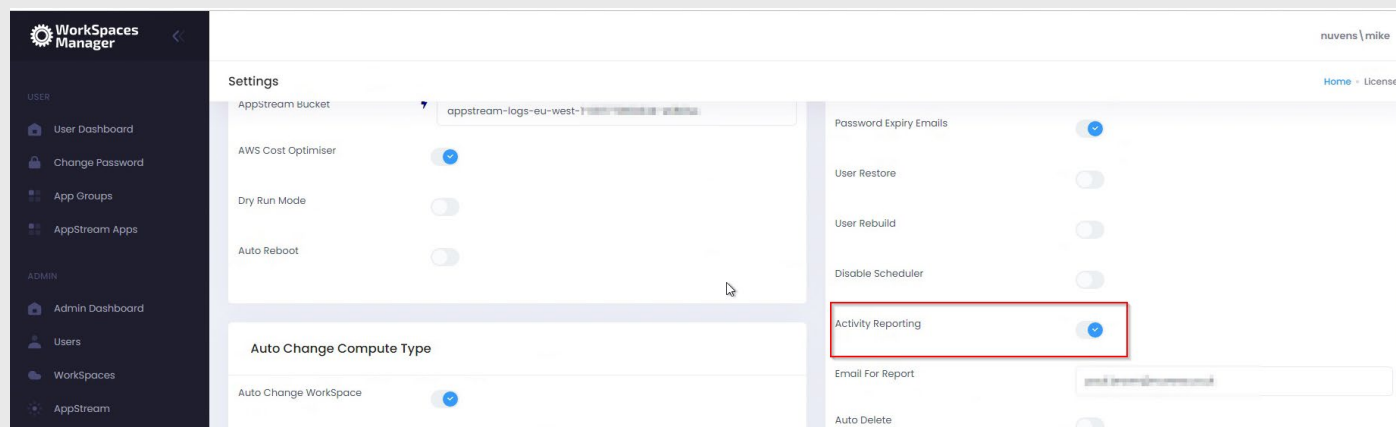 WorkSpaces
Manager
nuvens\mike
Settings
Home - License
USER
User Dashboard
Change Password
App Groups
AppStream Apps
ADMIN
Admin Dashboard
Users
WorkSpaces
AppStream
AppStream Bucket
appstream-logs-eu-west-
AWS Cost Optimiser
Dry Run Mode
Auto Reboot
Auto Change Compute Type
Auto Change WorkSpace
Password Expiry Emails
User Restore
User Rebuild
Disable Scheduler
Activity Reporting
Email For Report
Auto Delete